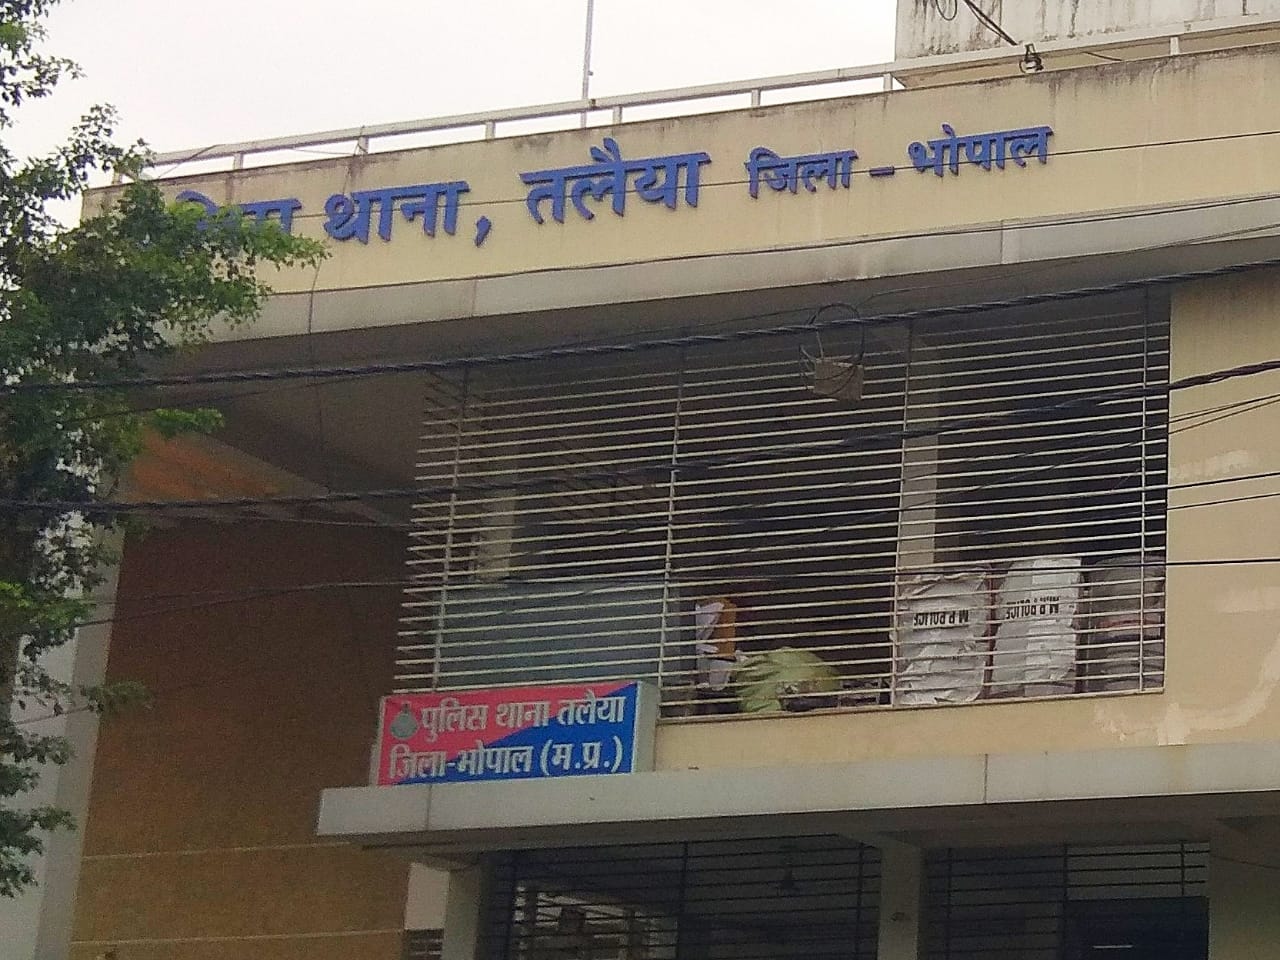 थाना, तलैया जिला - भोपाल
M P POLICE
M P POLICE
पुलिस थाना तलैया
जिला-भोपाल (म.प्र.)